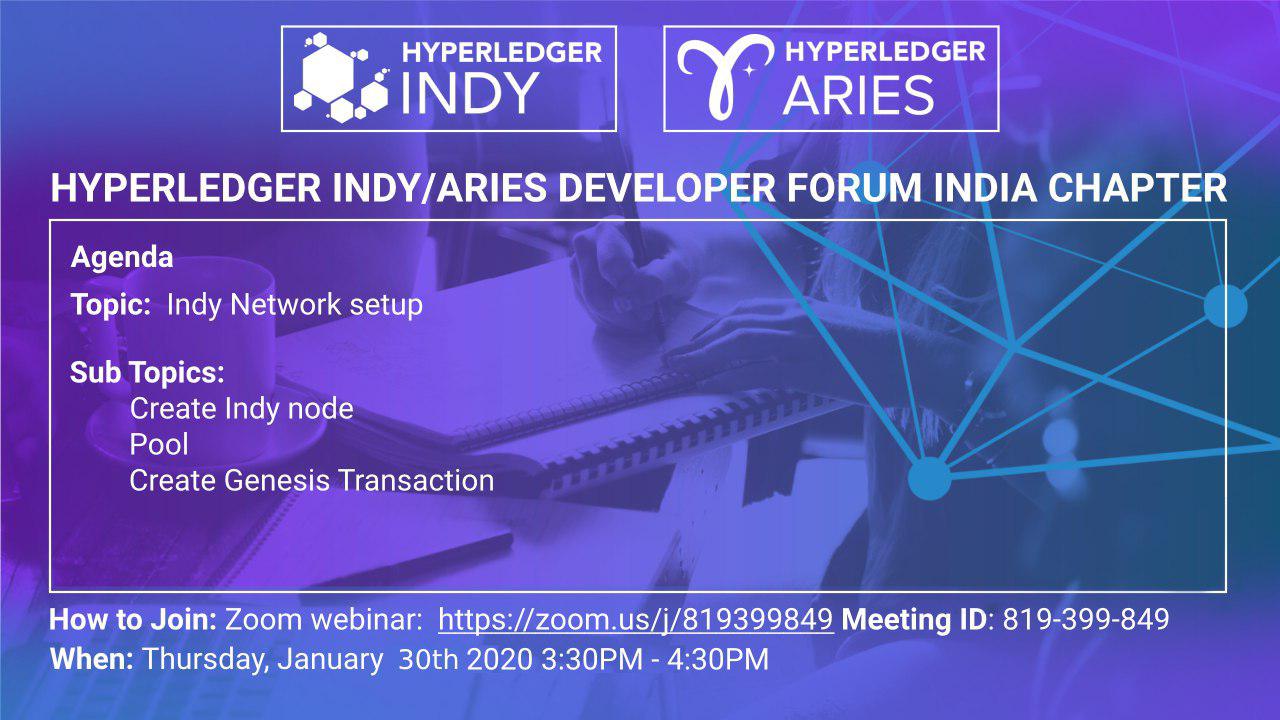 HYPERLEDGER
INDY
HYPERLEDGER
ARIES
HYPERLEDGER INDY/ARIES DEVELOPER FORUM INDIA CHAPTER
Agenda
Topic: Indy Network setup
Sub Topics:
Create Indy node
Pool
Create Genesis Transaction
How to Join: Zoom webinar: https://zoom.us/j/819399849 Meeting ID: 819-399-849
When: Thursday, January 30th 2020 3:30PM - 4:30PM